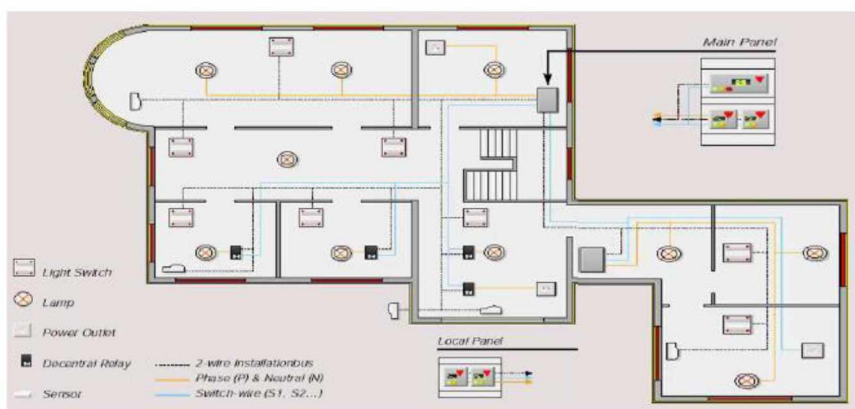 Main Panel
Light Switch
Lamp
Power Outlet
Decentral Relay
Sensor
2-wire Installationbus
Phase (P) & Neutral (N)
Switch-wire (S1, S2...)
Local Panel